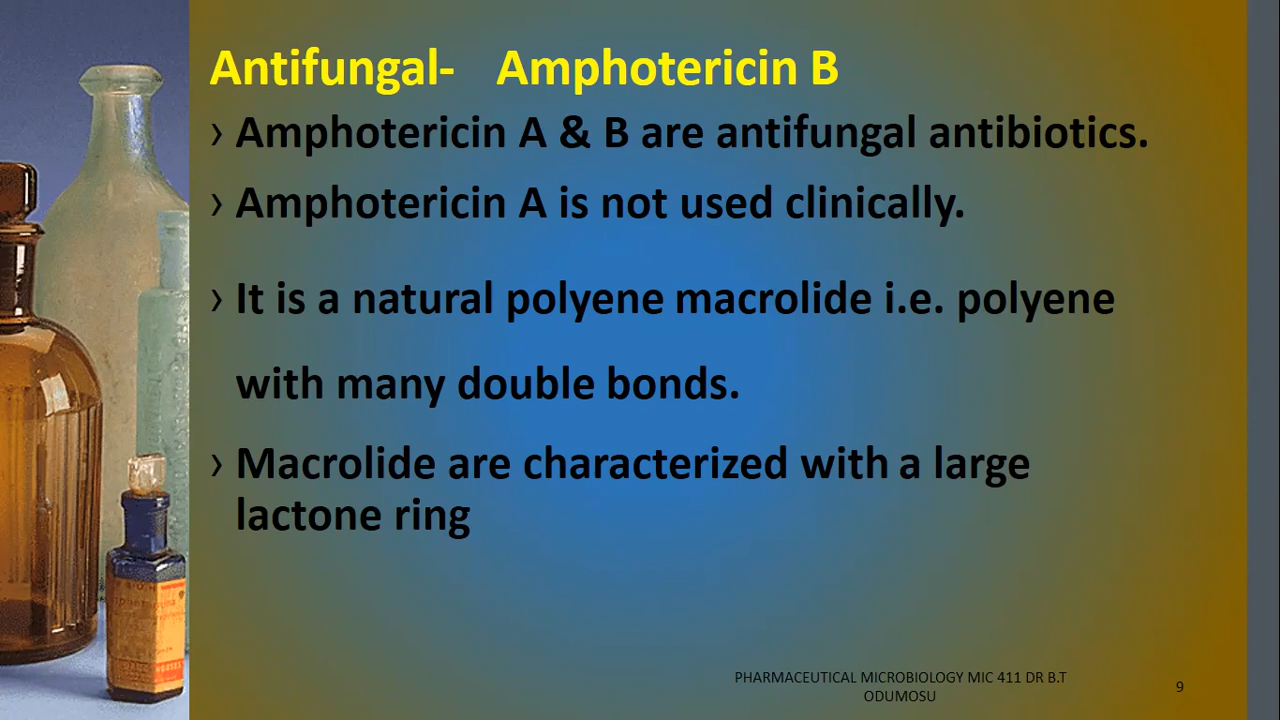 Antifungal- Amphotericin B
› Amphotericin A & B are antifungal antibiotics.
› Amphotericin A is not used clinically.
› It is a natural polyene macrolide i.e. polyene
with many double bonds.
› Macrolide are characterized with a large
lactone ring
PHARMACEUTICAL MICROBIOLOGY MIC 411 DR B.T
ODUMOSU
9